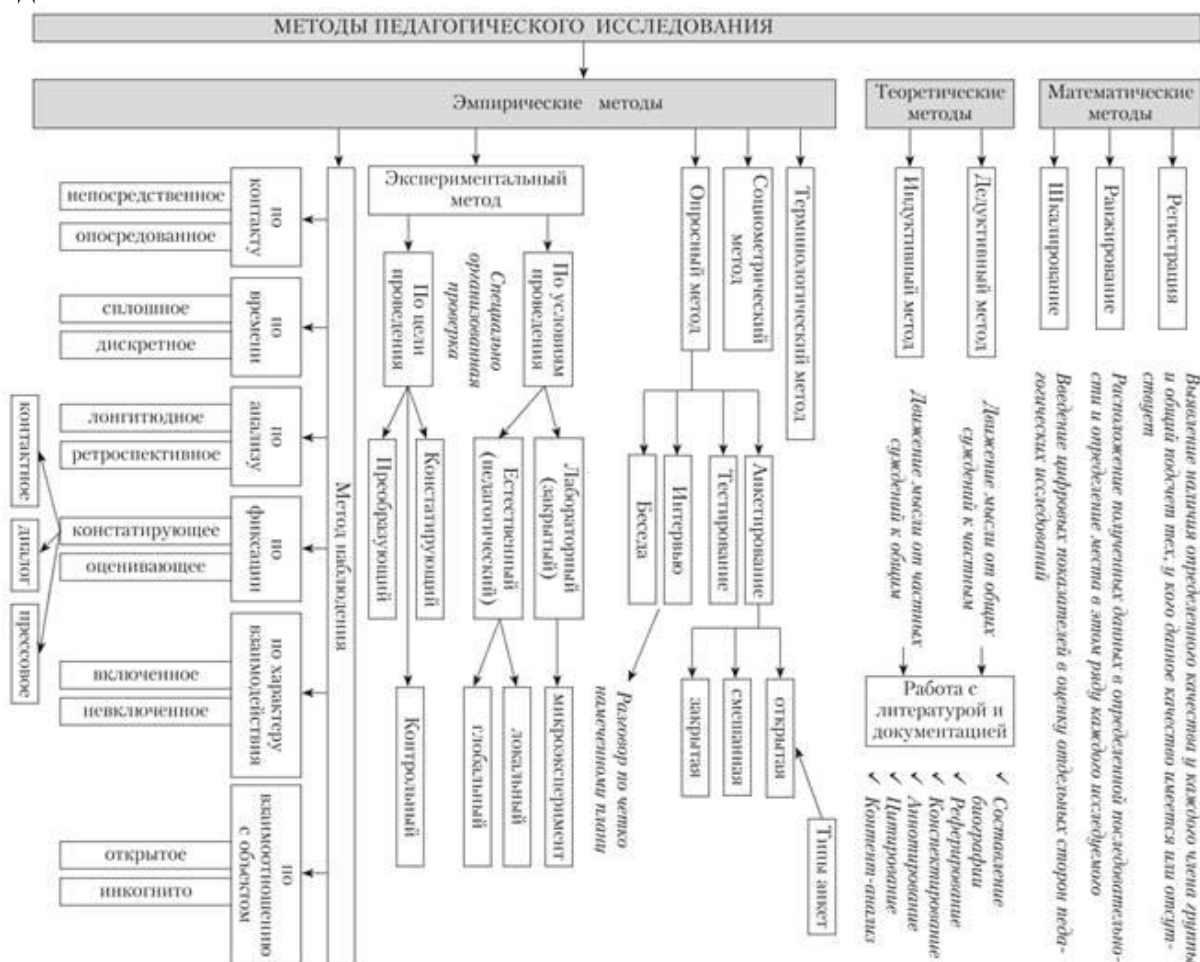 МЕТОДЫ ПЕДАГОГИЧЕСКОГО ИССЛЕДОВАНИЯ
Эмпирические методы
Теоретические
методы
Математические
методы
Метод наблюдения
по
контакту
непосредственное
опосредованное
по
времени
сплошное
дискретное
по
анализу
лонгитюдное
ретроспективное
по
фиксации
констатирующее
оценивающее
контактное
диалог
прессовое
по характеру
взаимодействия
включенное
невключенное
по
взаимоотношению
с объектом
открытое
инкогнито
Экспериментальный
метод
По цели
проведения
Специально
организованная
проверка
По условиям
проведения
Преобразующий
Констатирующий
Контрольный
Естественный
(педагогический)
Лабораторный
(закрытый)
глобальный
локальный
микроэксперимент
Опросный метод
Социометрический
метод
Терминологический метод
Беседа
Интервью
Тестирование
Анкетирование
Разговор по четко
намеченному плану
закрытая
смешанная
открытая
Типы анкет
Индуктивный метод
Дедуктивный метод
Движение мысли от частных
суждений к общим
Движение мысли от общих
суждений к частным
Работа с
литературой и
документацией
✓ Составление
биографии
✓ Реферирование
✓ Конспектирование
✓ Аннотирование
✓ Цитирование
✓ Контент-анализ
Шкалирование
Ранжирование
Регистрация
Выявление наличия определенного качества у каждого члена группы
и общий подсчет тех, у кого данное качество имеется или отсут-
ствует
Расположение полученных данных в определенной последовательно-
сти и определение места в этом ряду каждого исследуемого
Введение цифровых показателей в оценку отдельных сторон педа-
гогических исследований